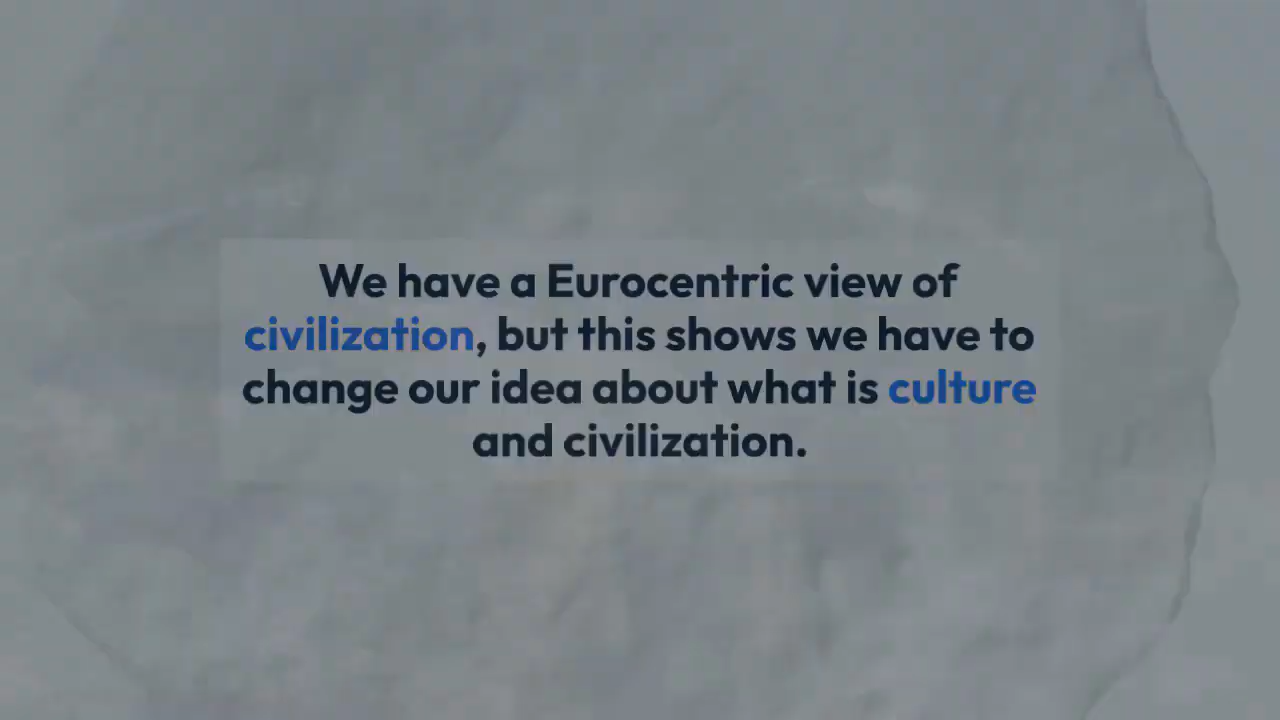 We have a Eurocentric view of
civilization, but this shows we have to
change our idea about what is culture
and civilization.